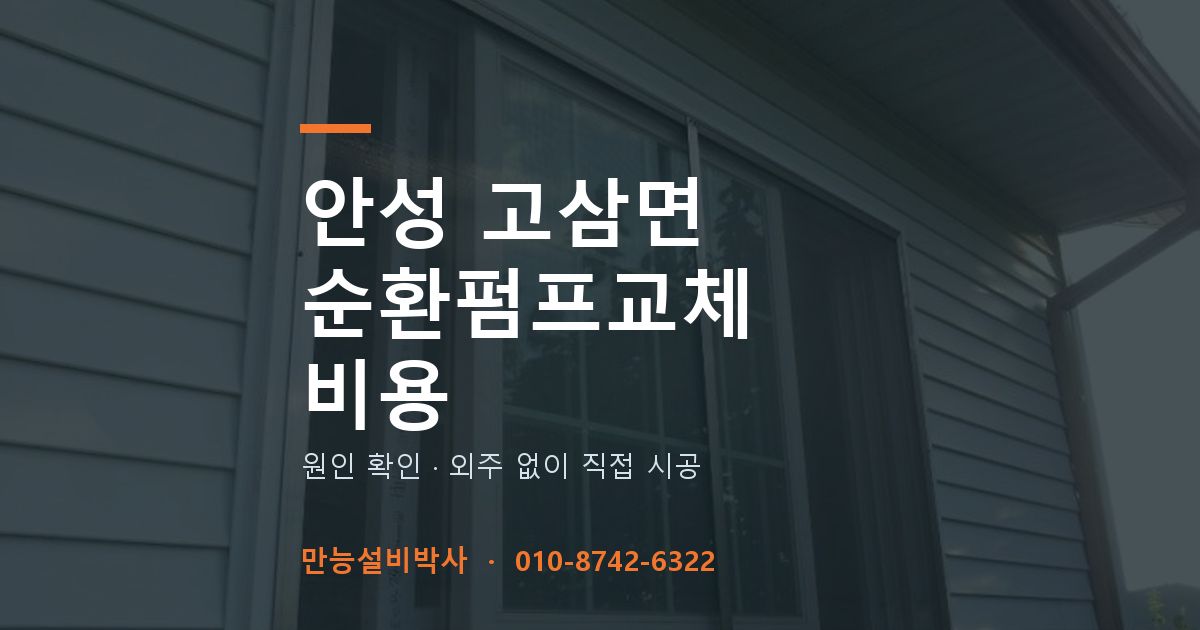 안성 고삼면
순환펌프교체
비용
원인 확인 · 외주 없이 직접 시공
만능설비박사 · 010-8742-6322